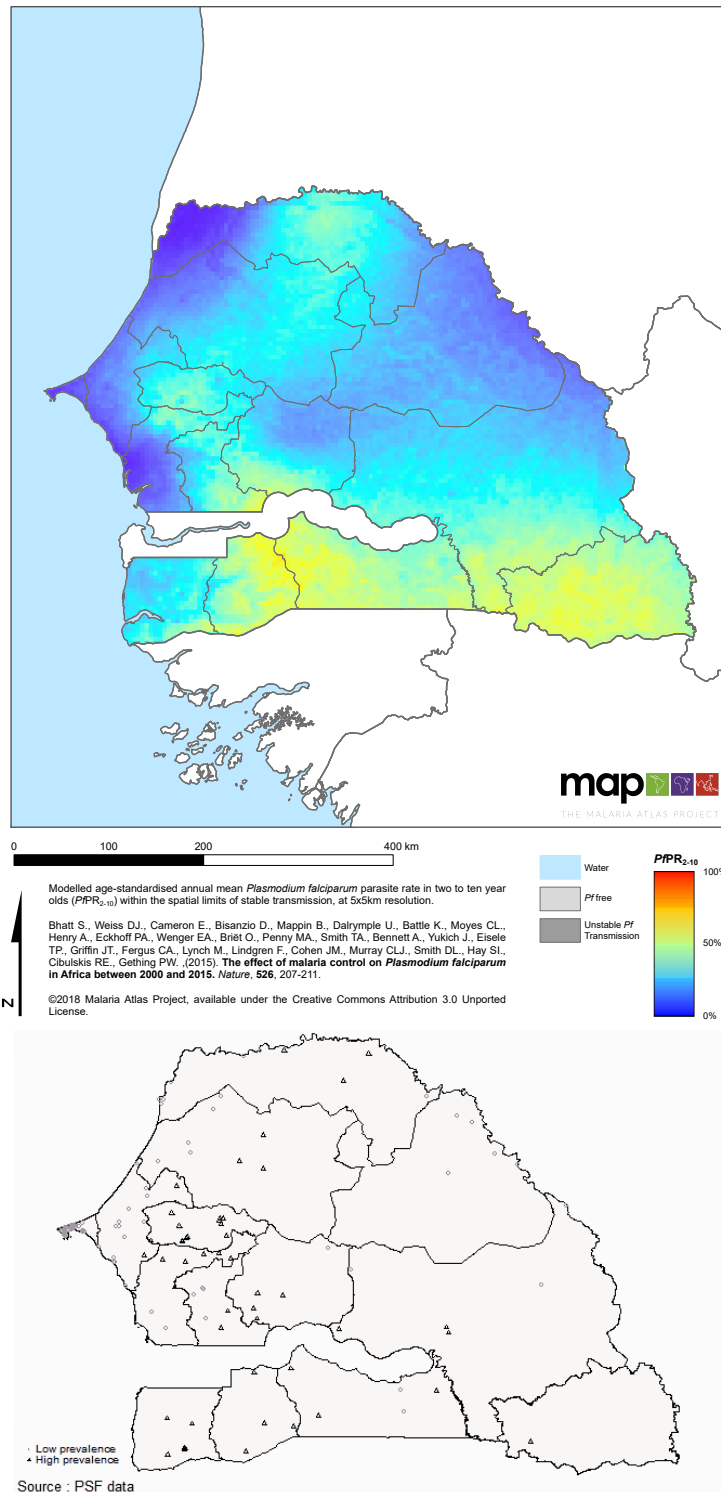 map
THE MALARIA ATLAS PROJECT
0 200 400 km
Water
Pf free
Unstable Pf
Transmission
PfPR2-10
100%
50%
0%
Modelled age-standardised annual mean Plasmodium falciparum parasite rate in two to ten year
olds (PfPR2-10) within the spatial limits of stable transmission, at 5x5km resolution.
Bhatt S., Weiss DJ., Cameron E., Bisanzio D., Mappin B., Dalrymple U., Battle K., Moyes CL.,
Henry A., Eckhoff PA., Wenger EA., Briët O., Penny MA., Smith TA., Bennett A., Yukich J., Eisele
TP., Griffin JT., Fergus CA., Lynch M., Lindgren F., Cohen JM., Murray CLJ., Smith DL., Hay SI.,
Cibulskis RE., Gething PW. ,(2015). The effect of malaria control on Plasmodium falciparum
in Africa between 2000 and 2015. Nature, 526, 207-211.
©2018 Malaria Atlas Project, available under the Creative Commons Attribution 3.0 Unported
License.
N
Low prevalence
High prevalence
Source : PSF data